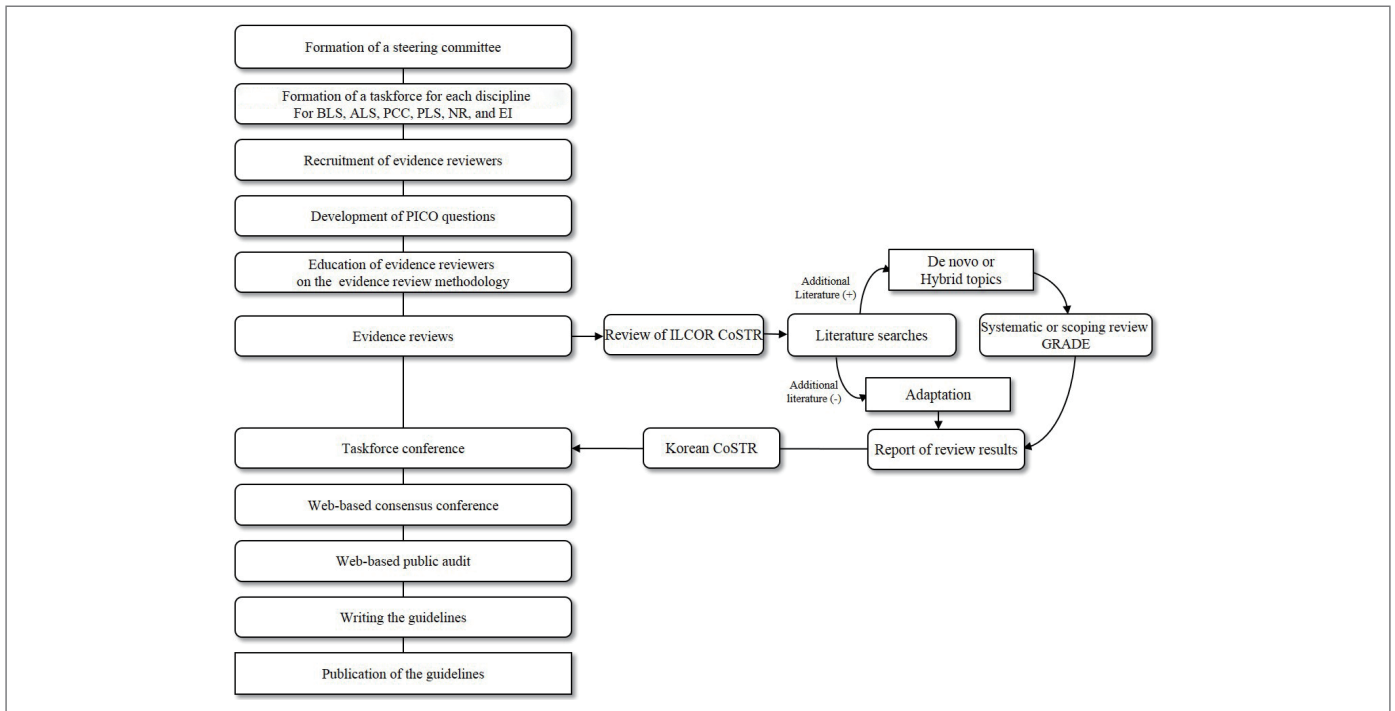 Formation of a steering committee
Formation of a taskforce for each discipline
For BLS, ALS, PCC, PLS, NR, and EI
Recruitment of evidence reviewers
Development of PICO questions
Education of evidence reviewers
on the evidence review methodology
Evidence reviews
Review of ILCOR CoSTR
Literature searches
Additional
Literature (+)
De novo or
Hybrid topics
Systematic or scoping review
GRADE
Additional
literature (-)
Adaptation
Report of review results
Korean CoSTR
Taskforce conference
Web-based consensus conference
Web-based public audit
Writing the guidelines
Publication of the guidelines